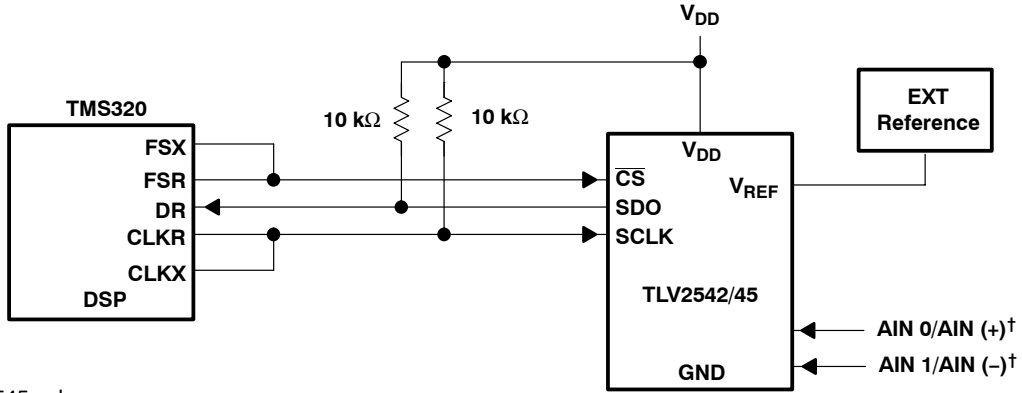 VDD
TMS320
FSX
FSR
DR
CLKR
CLKX
DSP
10 kΩ
10 kΩ
VDD
CS
SDO
SCLK
VREF
TLV2542/45
GND
EXT
Reference
AIN 0/AIN (+)†
AIN 1/AIN (−)†